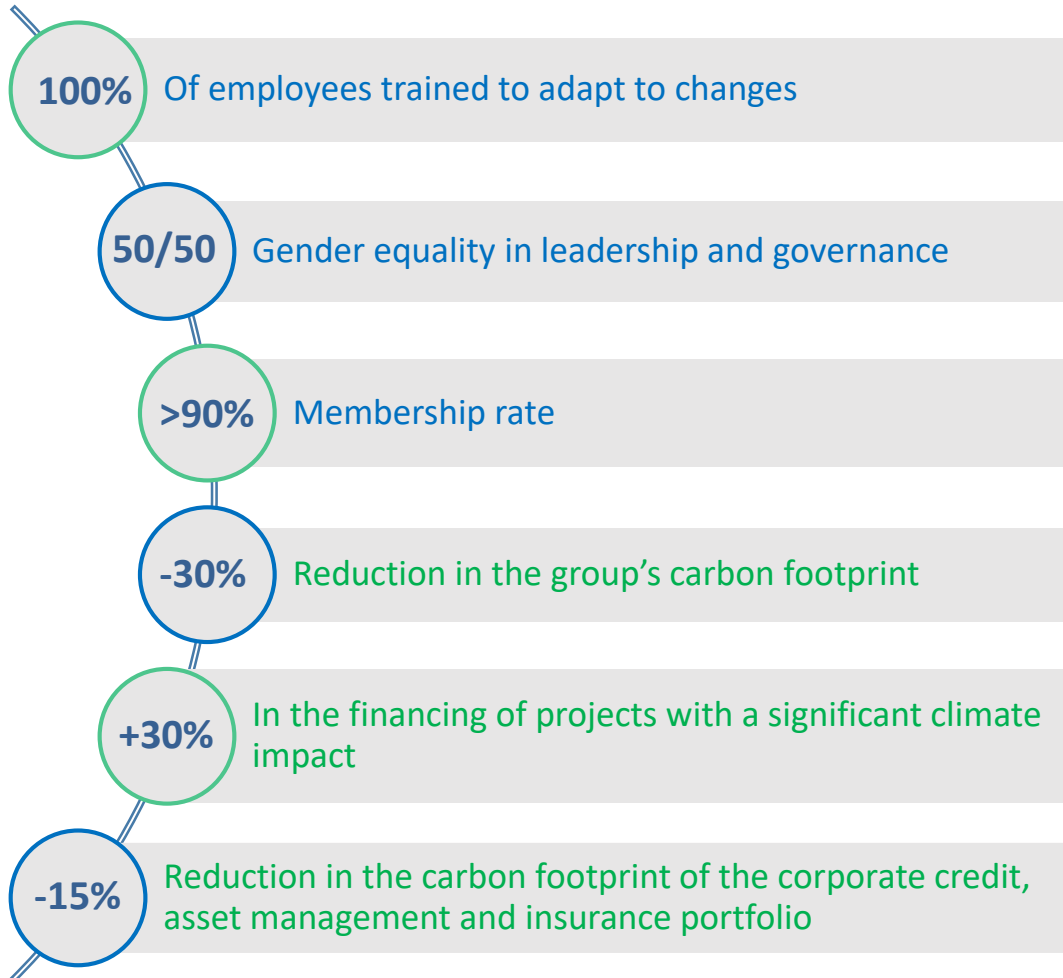 100%
Of employees trained to adapt to changes
50/50
Gender equality in leadership and governance
>90%
Membership rate
-30%
Reduction in the group’s carbon footprint
+30%
In the financing of projects with a significant climate
impact
-15%
Reduction in the carbon footprint of the corporate credit,
asset management and insurance portfolio